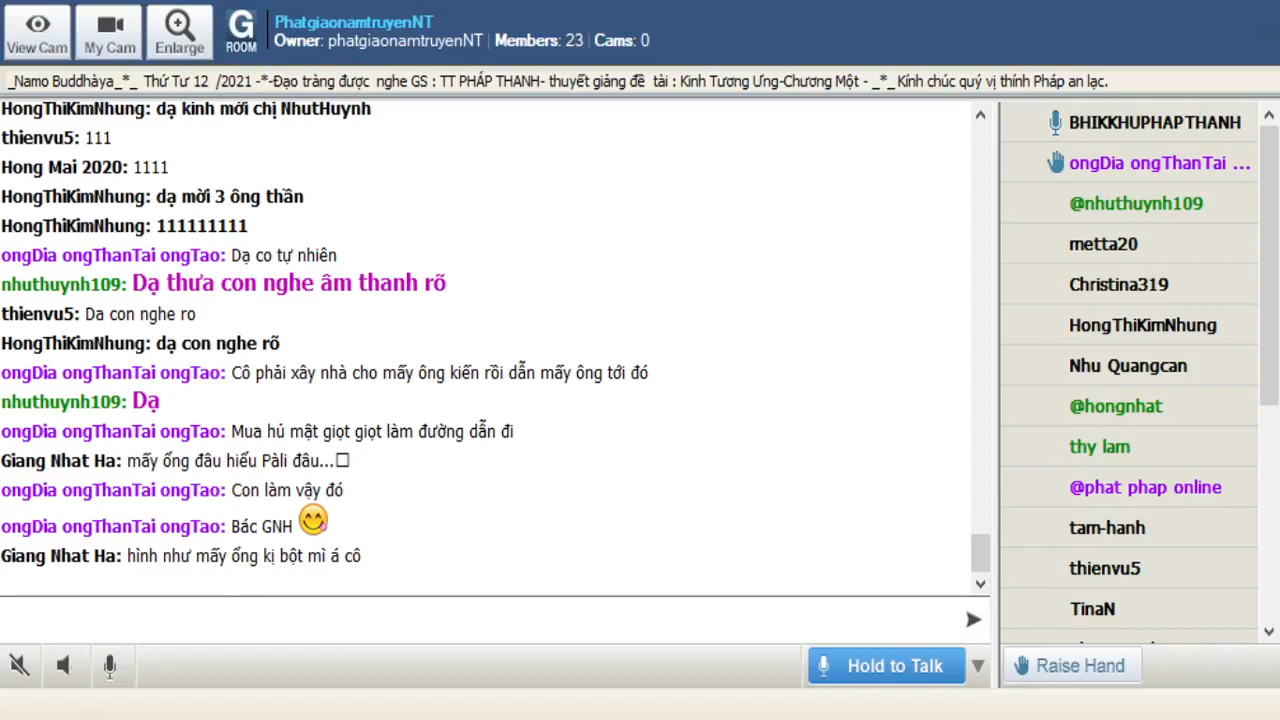 View Cam
My Cam
Enlarge
G
ROOM
PhatgiaonamtruyenNT
Owner: phatgiaonamtruyenNT | Members: 23 | Cams: 0
_Namo Buddhàya_*_ Thứ Tư 12 /2021 -*-Đạo tràng được nghe GS : TT PHÁP THANH- thuyết giảng đề tài : Kinh Tương Ưng-Chương Một - _*_ Kính chúc quý vị thính Pháp an lạc.
HongThiKimNhung: dạ kinh mới chị NhutHuynh
thienvu5: 111
Hong Mai 2020: 1111
HongThiKimNhung: dạ mời 3 ông thần
HongThiKimNhung: 111111111
ongDia ongThanTai ongTao: Dạ co tự nhiên
nhuthuynh109: Dạ thưa con nghe âm thanh rõ
thienvu5: Da con nghe ro
HongThiKimNhung: dạ con nghe rõ
ongDia ongThanTai ongTao: Cô phải xây nhà cho mấy ông kiến rồi dẫn mấy ông tới đó
nhuthuynh109: Dạ
ongDia ongThanTai ongTao: Mua hủ mật giọt giọt làm đường dẫn đi
Giang Nhat Ha: mấy ổng đâu hiểu Pàli đâu...
ongDia ongThanTai ongTao: Con làm vậy đó
ongDia ongThanTai ongTao: Bác GNH
Giang Nhat Ha: hình như mấy ổng kị bột mì á cô
BHIKKHUPHAPTHANH
ongDia ongThanTai ...
@nhuthuynh109
metta20
Christina319
HongThiKimNhung
Nhu Quangcan
@hongnhat
thy lam
@phat phap online
tam-hanh
thienvu5
TinaN
Hold to Talk
Raise Hand